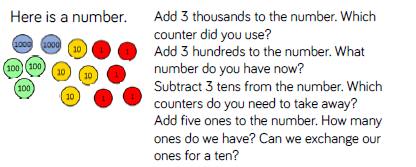 Here is a number.
1000 1000 10 1 1
100 100 10 10 1
100 10 1 1
Add 3 thousands to the number. Which
counter did you use?
Add 3 hundreds to the number. What
number do you have now?
Subtract 3 tens from the number. Which
counters do you need to take away?
Add five ones to the number. How many
ones do we have? Can we exchange our
ones for a ten?